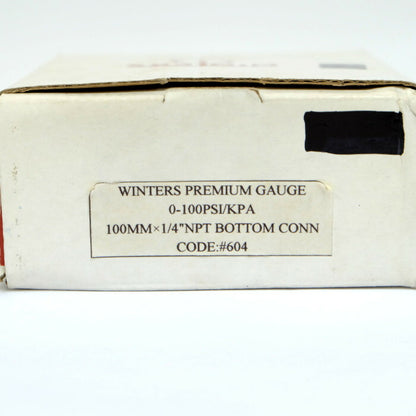 WINTERS PREMIUM GAUGE
0-100PSI/KPA
100MM×1/4"NPT BOTTOM CONN
CODE:#604